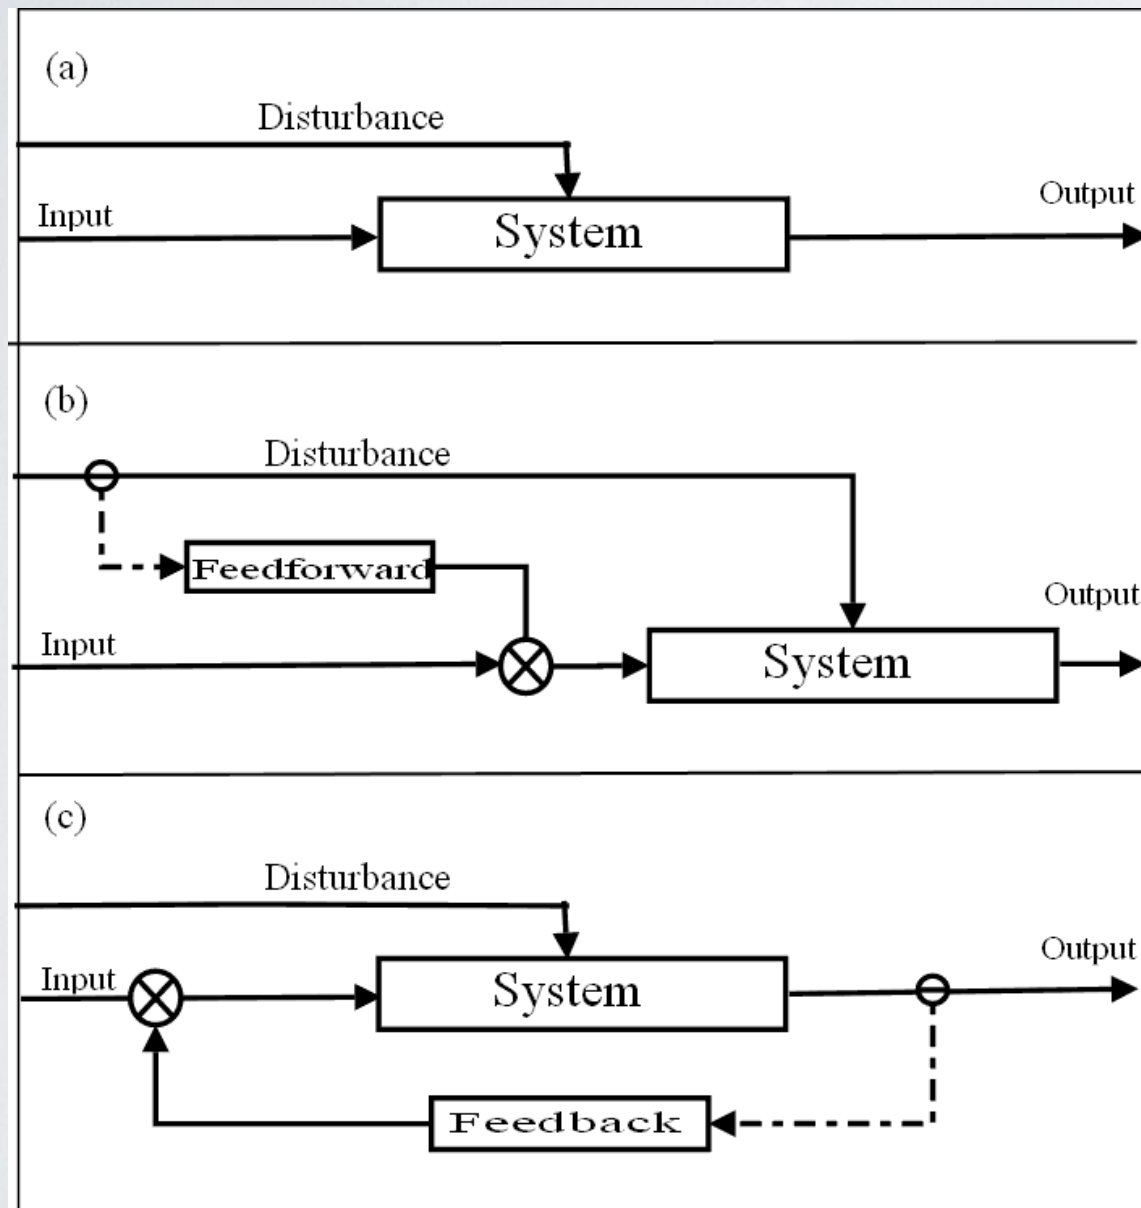 (a)
Disturbance
Input
System
Output
(b)
Disturbance
Feedforward
Input
System
Output
(c)
Disturbance
Input
System
Output
Feedback